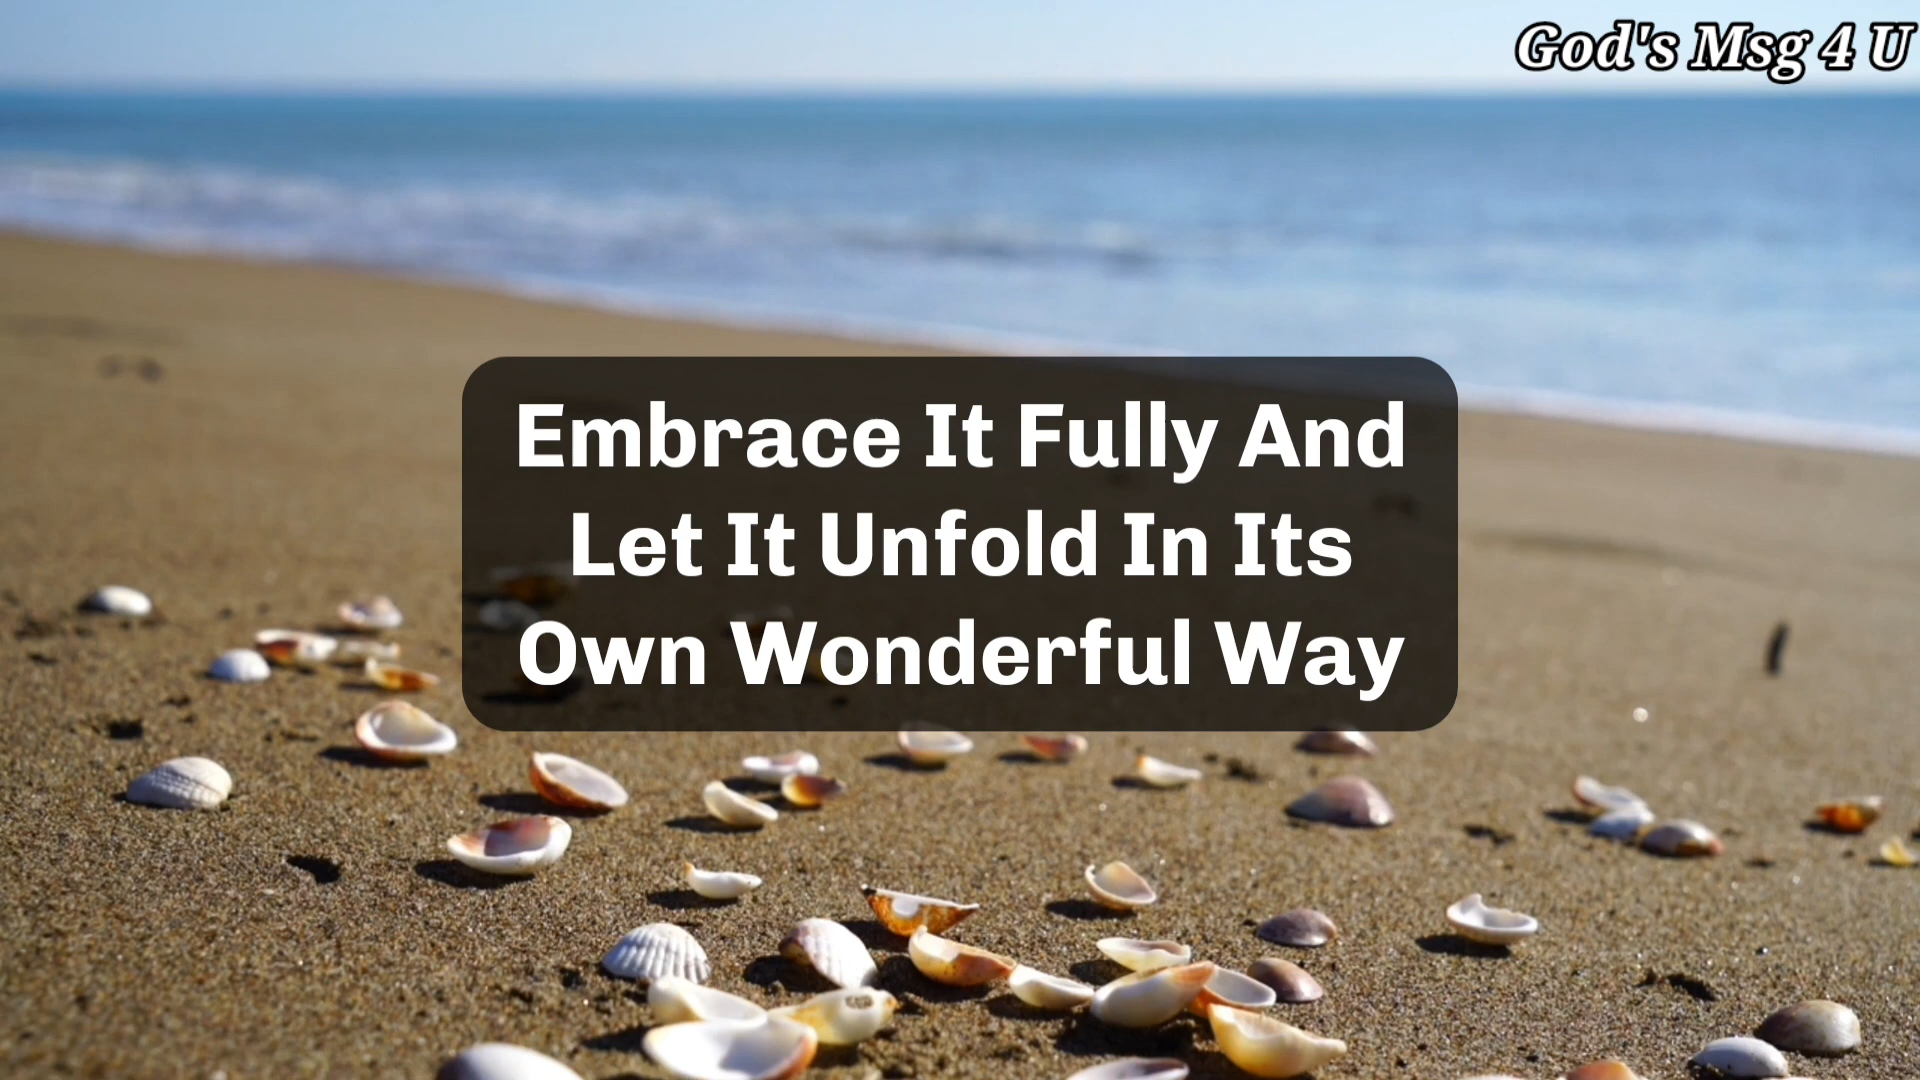 God's Msg 4 U
Embrace It Fully And
Let It Unfold In Its
Own Wonderful Way